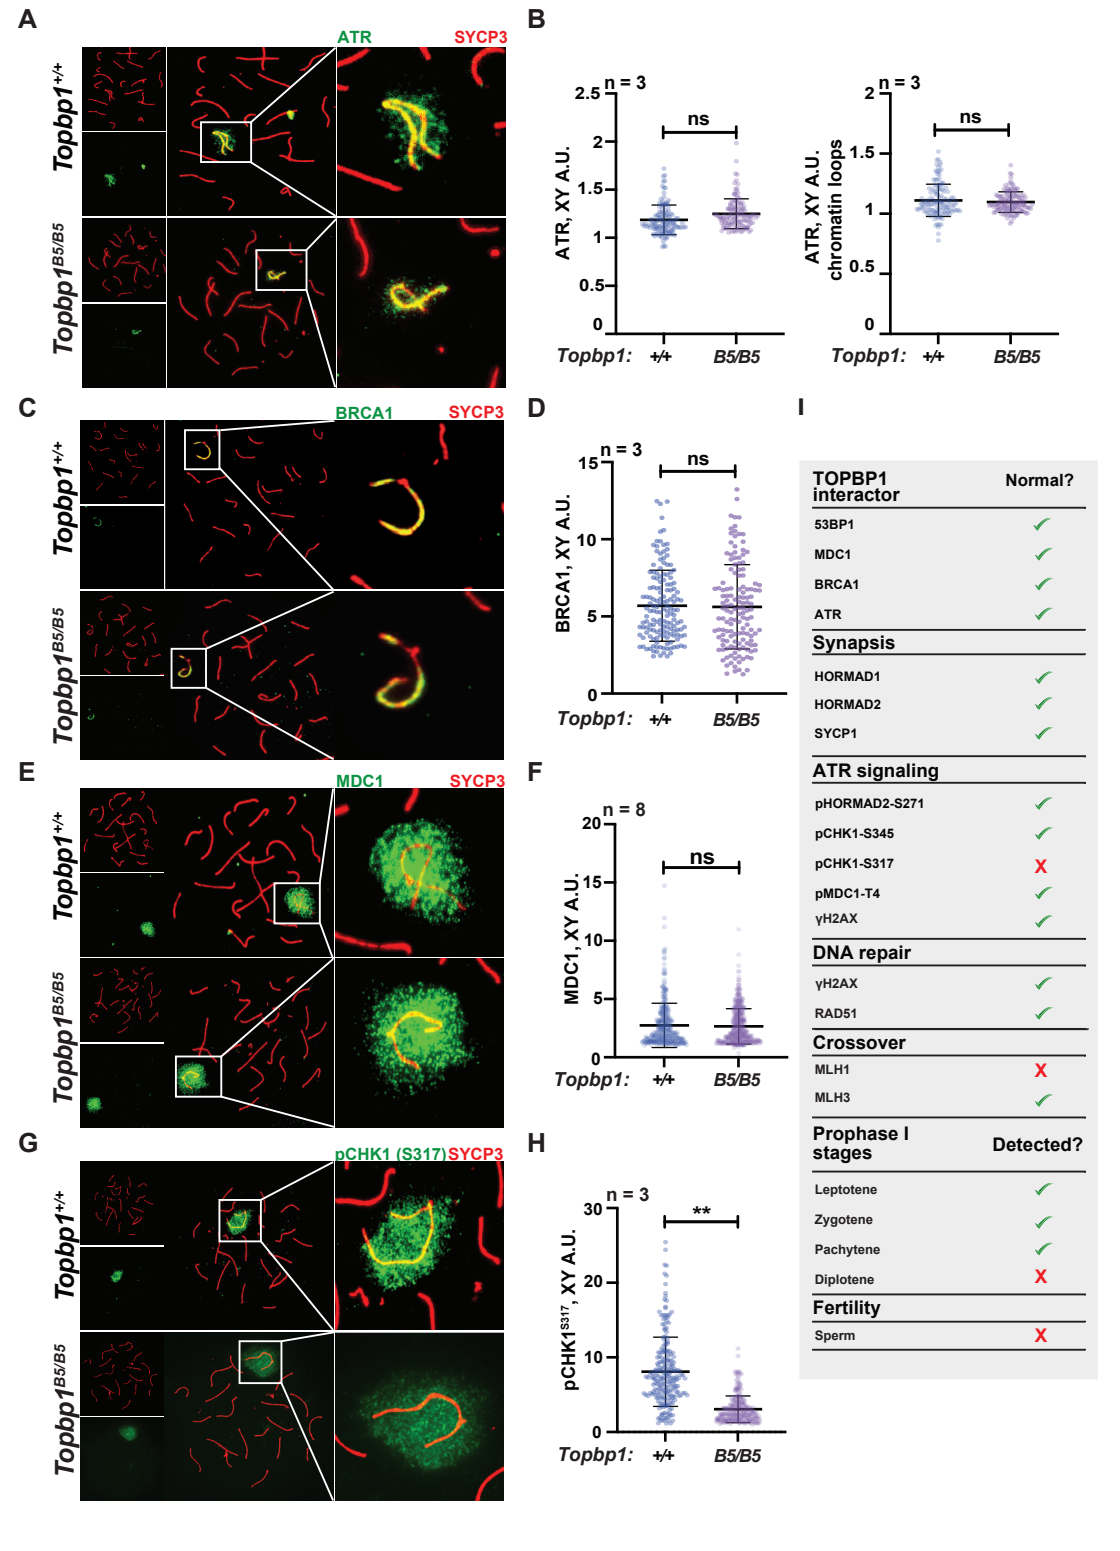 A
ATR SYCP3
Topbp1+/+
Topbp1B5/B5
B
n = 3
ns
ATR, XY A.U.
2.5
2
1.5
1
0.5
0
Topbp1: +/+ B5/B5
n = 3
ns
ATR, XY A.U.
chromatin loops
2
1.5
1
0.5
0
Topbp1: +/+ B5/B5
C
BRCA1 SYCP3
Topbp1+/+
Topbp1B5/B5
D
n = 3
ns
BRCA1, XY A.U.
15
10
5
0
Topbp1: +/+ B5/B5
E
MDC1 SYCP3
Topbp1+/+
Topbp1B5/B5
F
n = 8
ns
MDC1, XY A.U.
20
15
10
5
0
Topbp1: +/+ B5/B5
G
pCHK1 (S317) SYCP3
Topbp1+/+
Topbp1B5/B5
H
n = 3
**
pCHK1S317, XY A.U.
30
20
10
0
Topbp1: +/+ B5/B5
I
TOPBP1
interactor Normal?
53BP1 ✓
MDC1 ✓
BRCA1 ✓
ATR ✓
Synapsis
HORMAD1 ✓
HORMAD2 ✓
SYCP1 ✓
ATR signaling
pHORMAD2-S271 ✓
pCHK1-S345 ✓
pCHK1-S317 X
pMDC1-T4 ✓
γH2AX ✓
DNA repair
γH2AX ✓
RAD51 ✓
Crossover
MLH1 X
MLH3 ✓
Prophase I
stages Detected?
Leptotene ✓
Zygotene ✓
Pachytene ✓
Diplotene X
Fertility
Sperm X